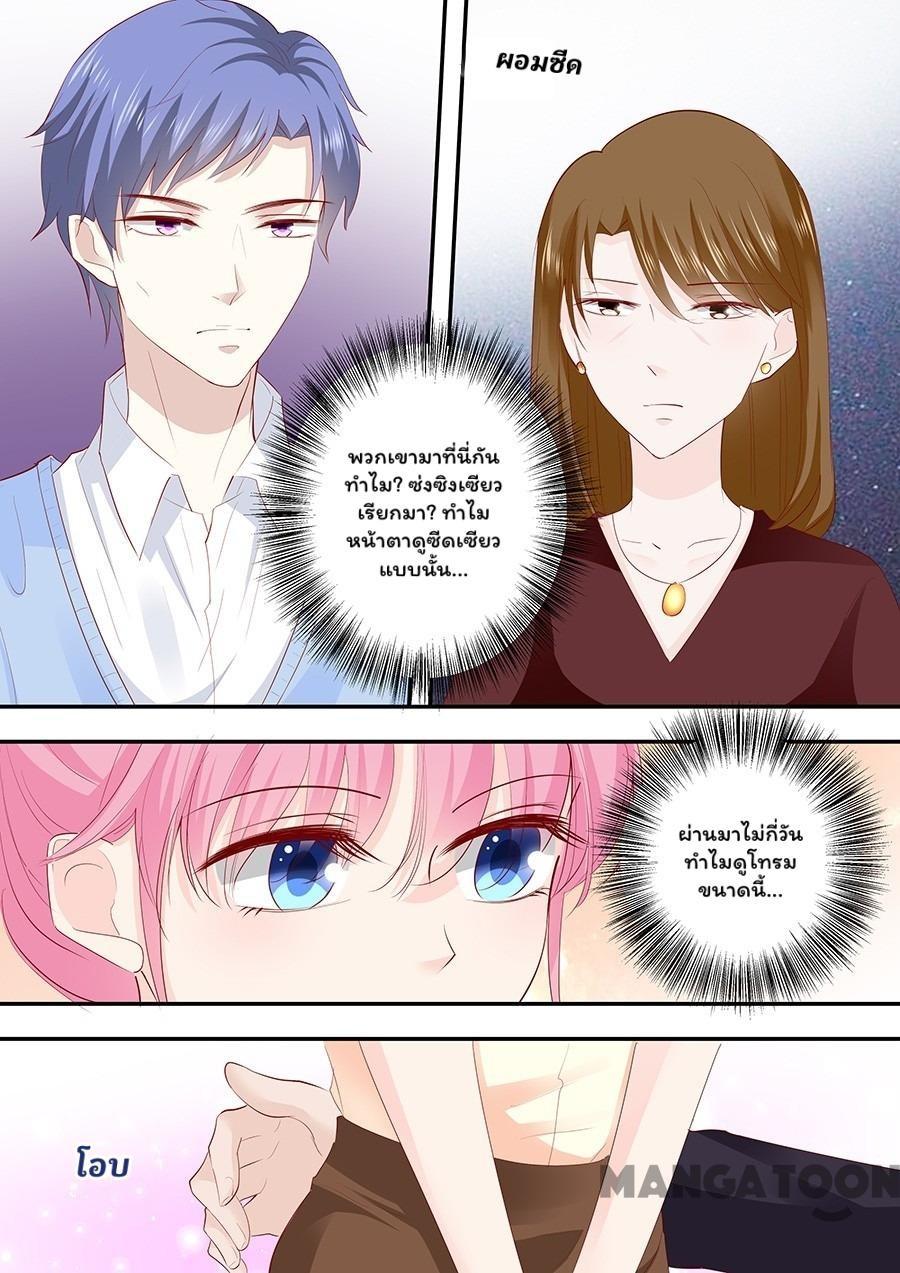 ผอมซีด
พวกเขามาที่นี่กัน
ทำไม? ซ่งซิงเซียว
เรียกมา? ทำไม
หน้าตาดูซีดเซียว
แบบนั้น...
ผ่านมาไม่กี่วัน
ทำไมดูโทรม
ขนาดนี้...
โอบ
MANGATOON